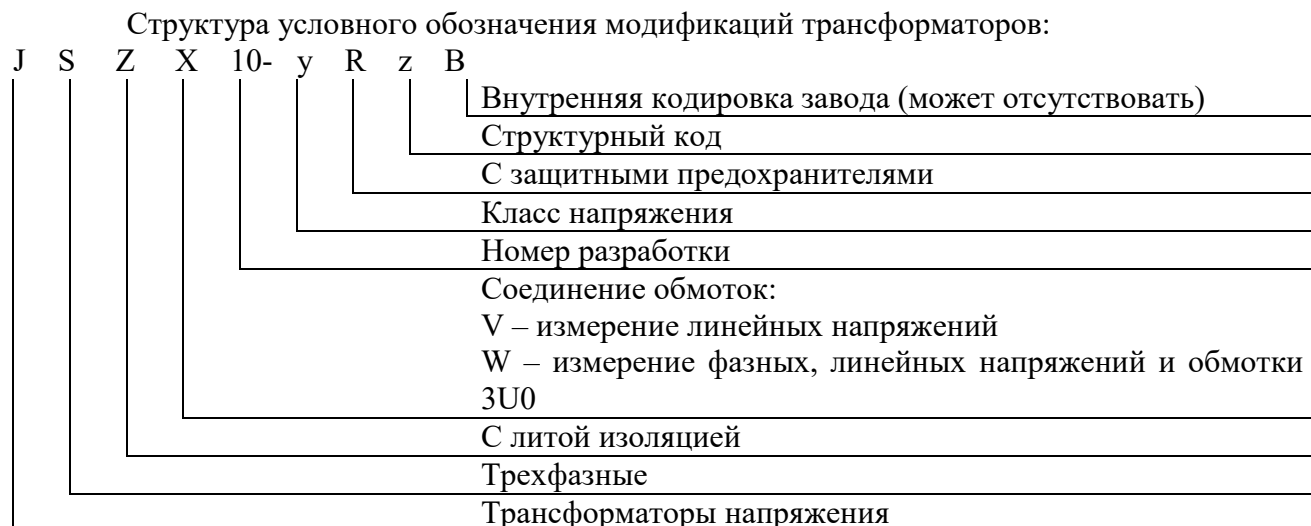 Структура условного обозначения модификаций трансформаторов:
J S Z X 10- y R z B
Внутренняя кодировка завода (может отсутствовать)
Структурный код
С защитными предохранителями
Класс напряжения
Номер разработки
Соединение обмоток:
V – измерение линейных напряжений
W – измерение фазных, линейных напряжений и обмотки
3U0
С литой изоляцией
Трехфазные
Трансформаторы напряжения